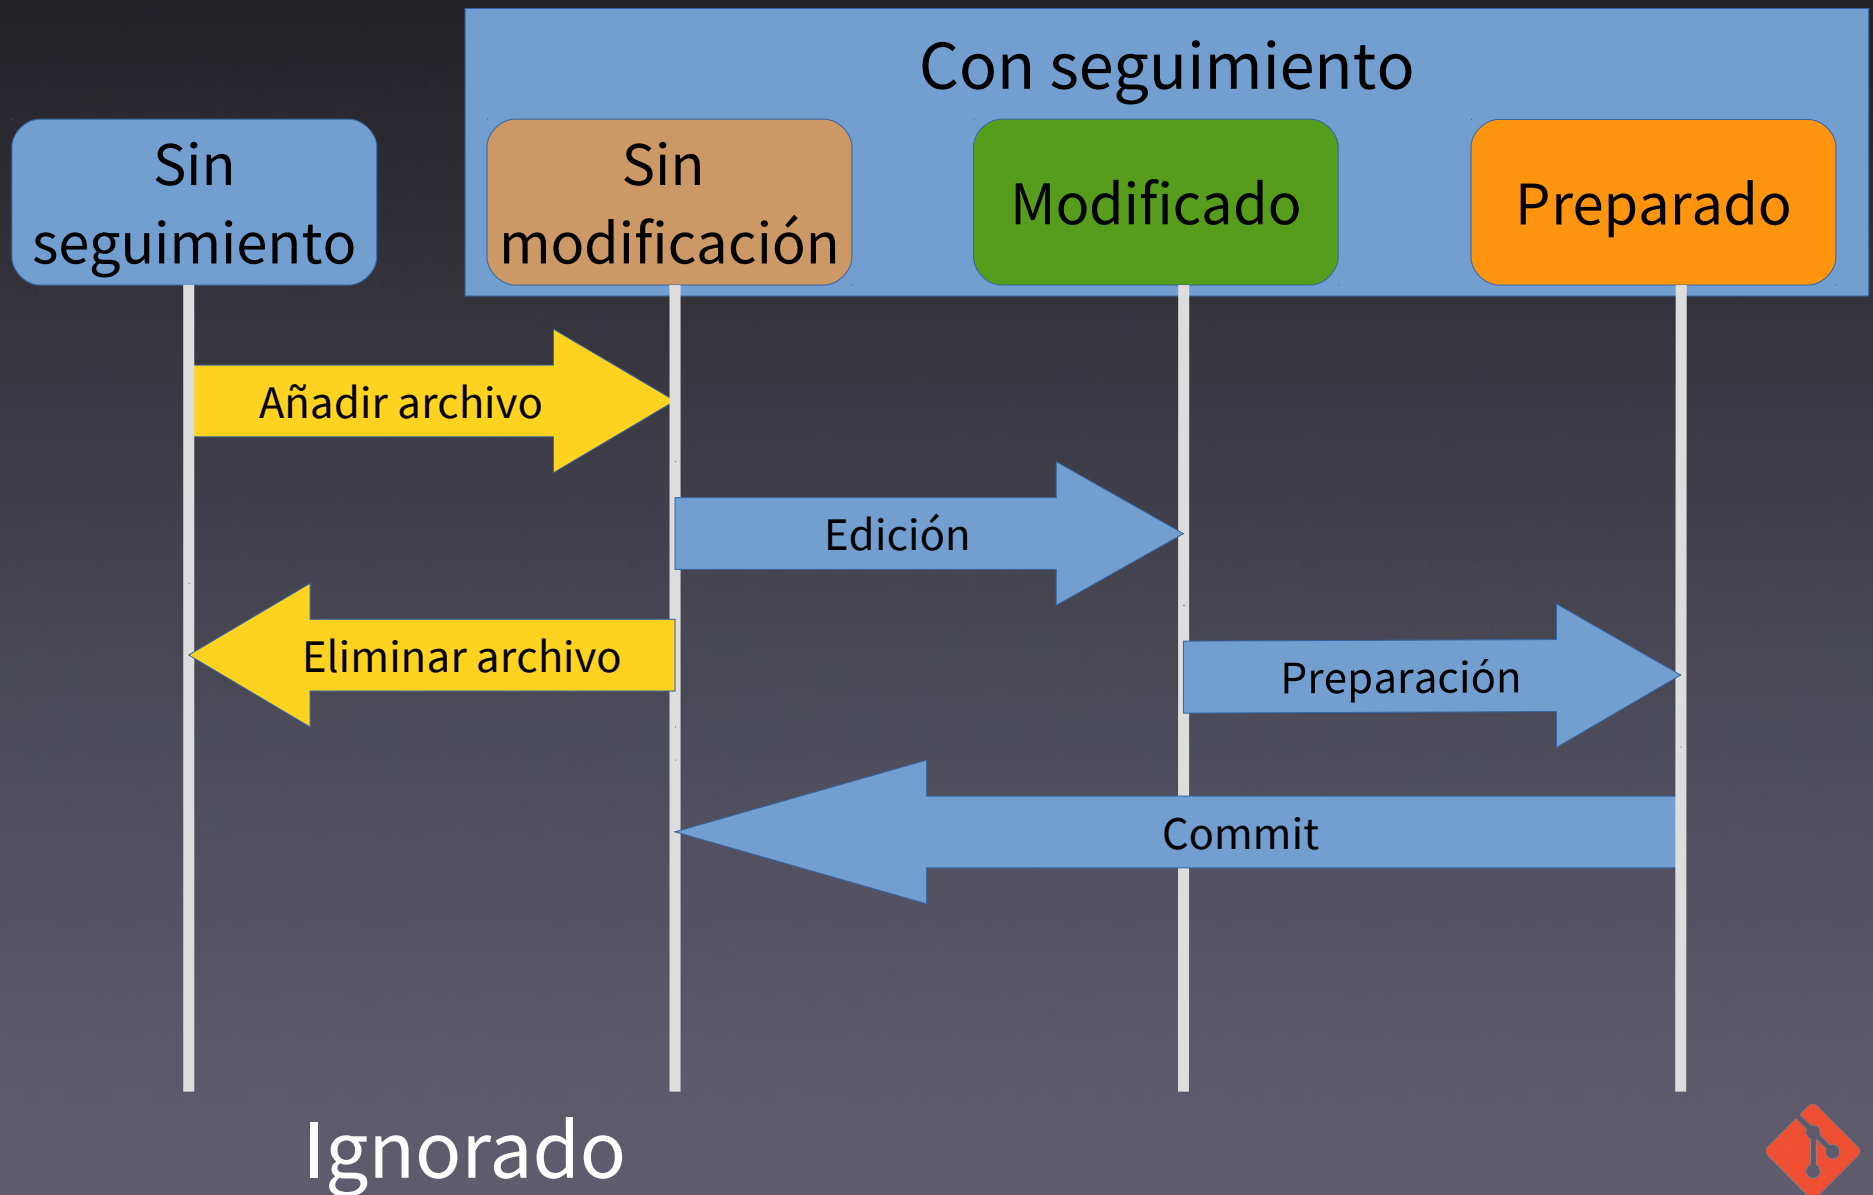 Con seguimiento
Sin
seguimiento
Sin
modificación
Modificado
Preparado
Añadir archivo
Edición
Eliminar archivo
Preparación
Commit
Ignorado